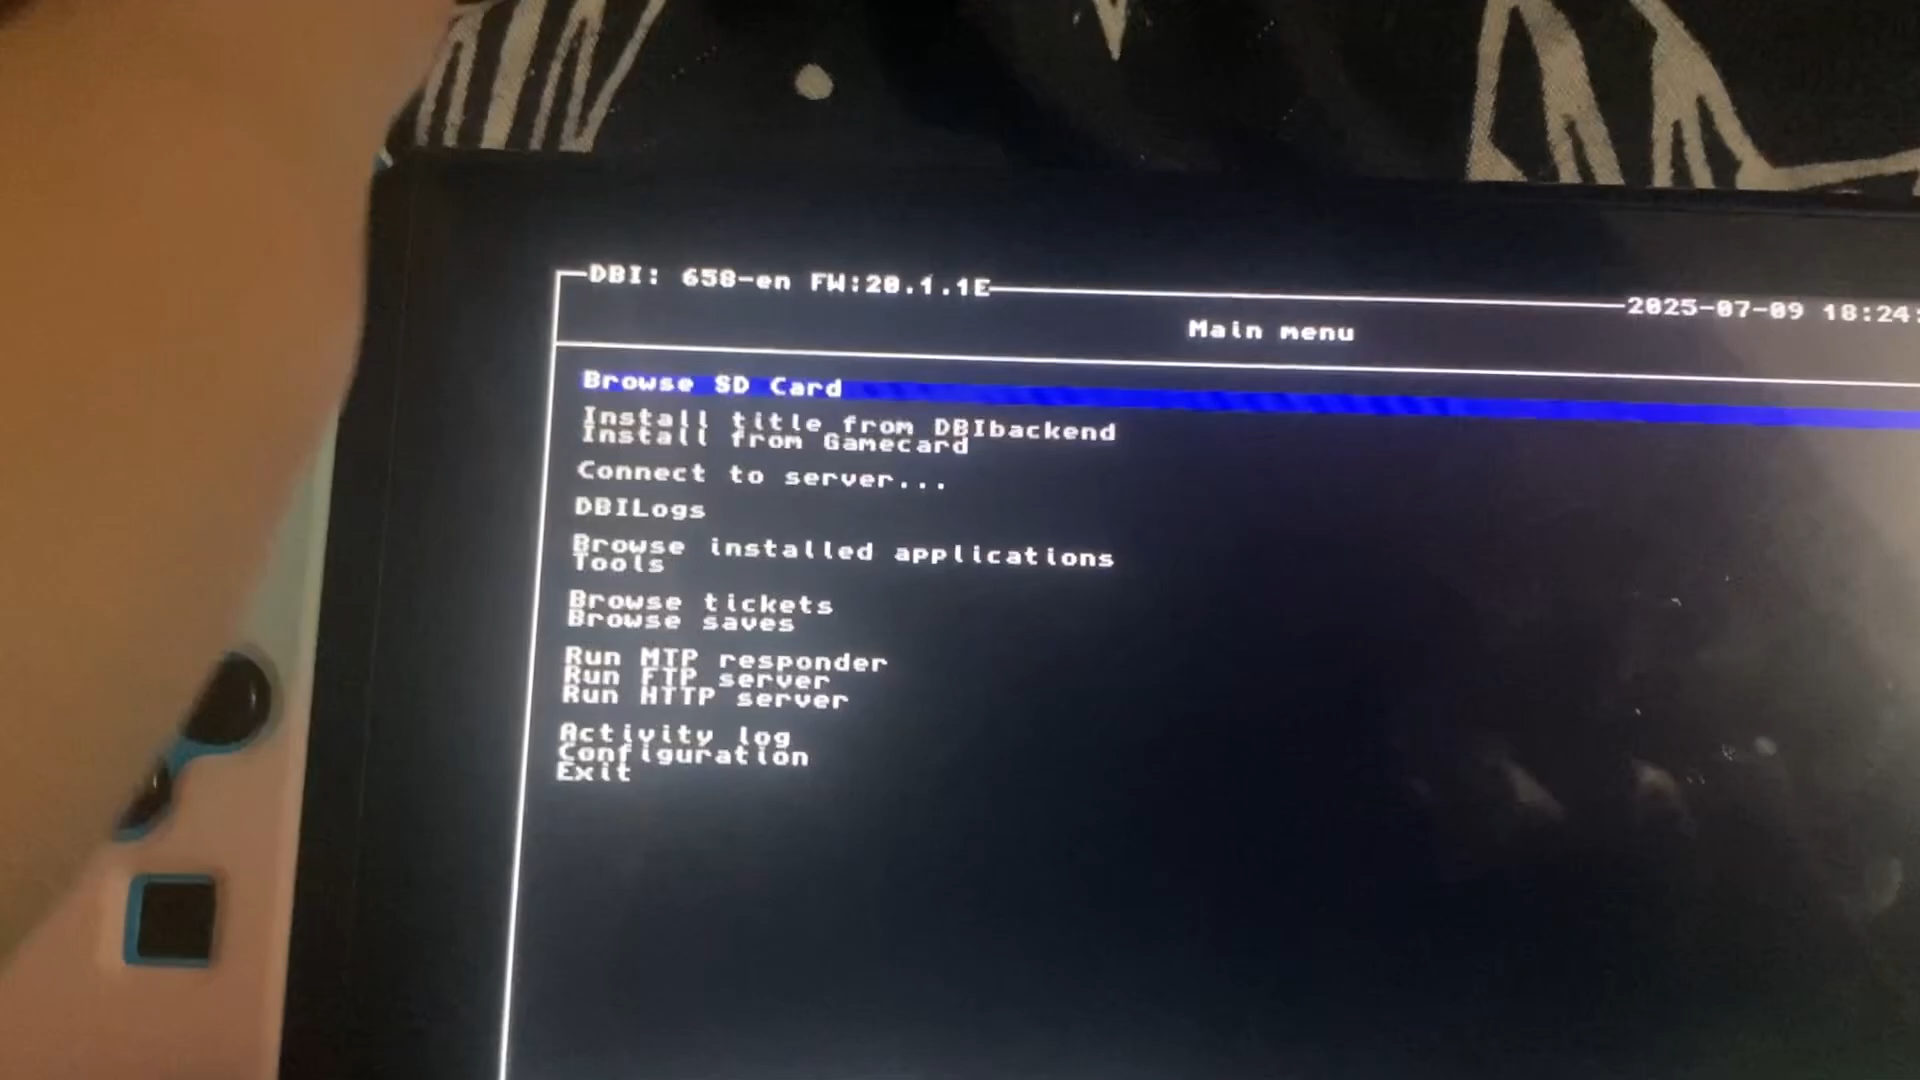 DBI: 658-en FW:20.1.1E 2025-07-09 18:24:
Main menu
Browse SD Card
Install title from DBIbackend
Install from Gamecard
Connect to server...
DBILogs
Browse installed applications
Tools
Browse tickets
Browse saves
Run MTP responder
Run FTP server
Run HTTP server
Activity log
Configuration
Exit